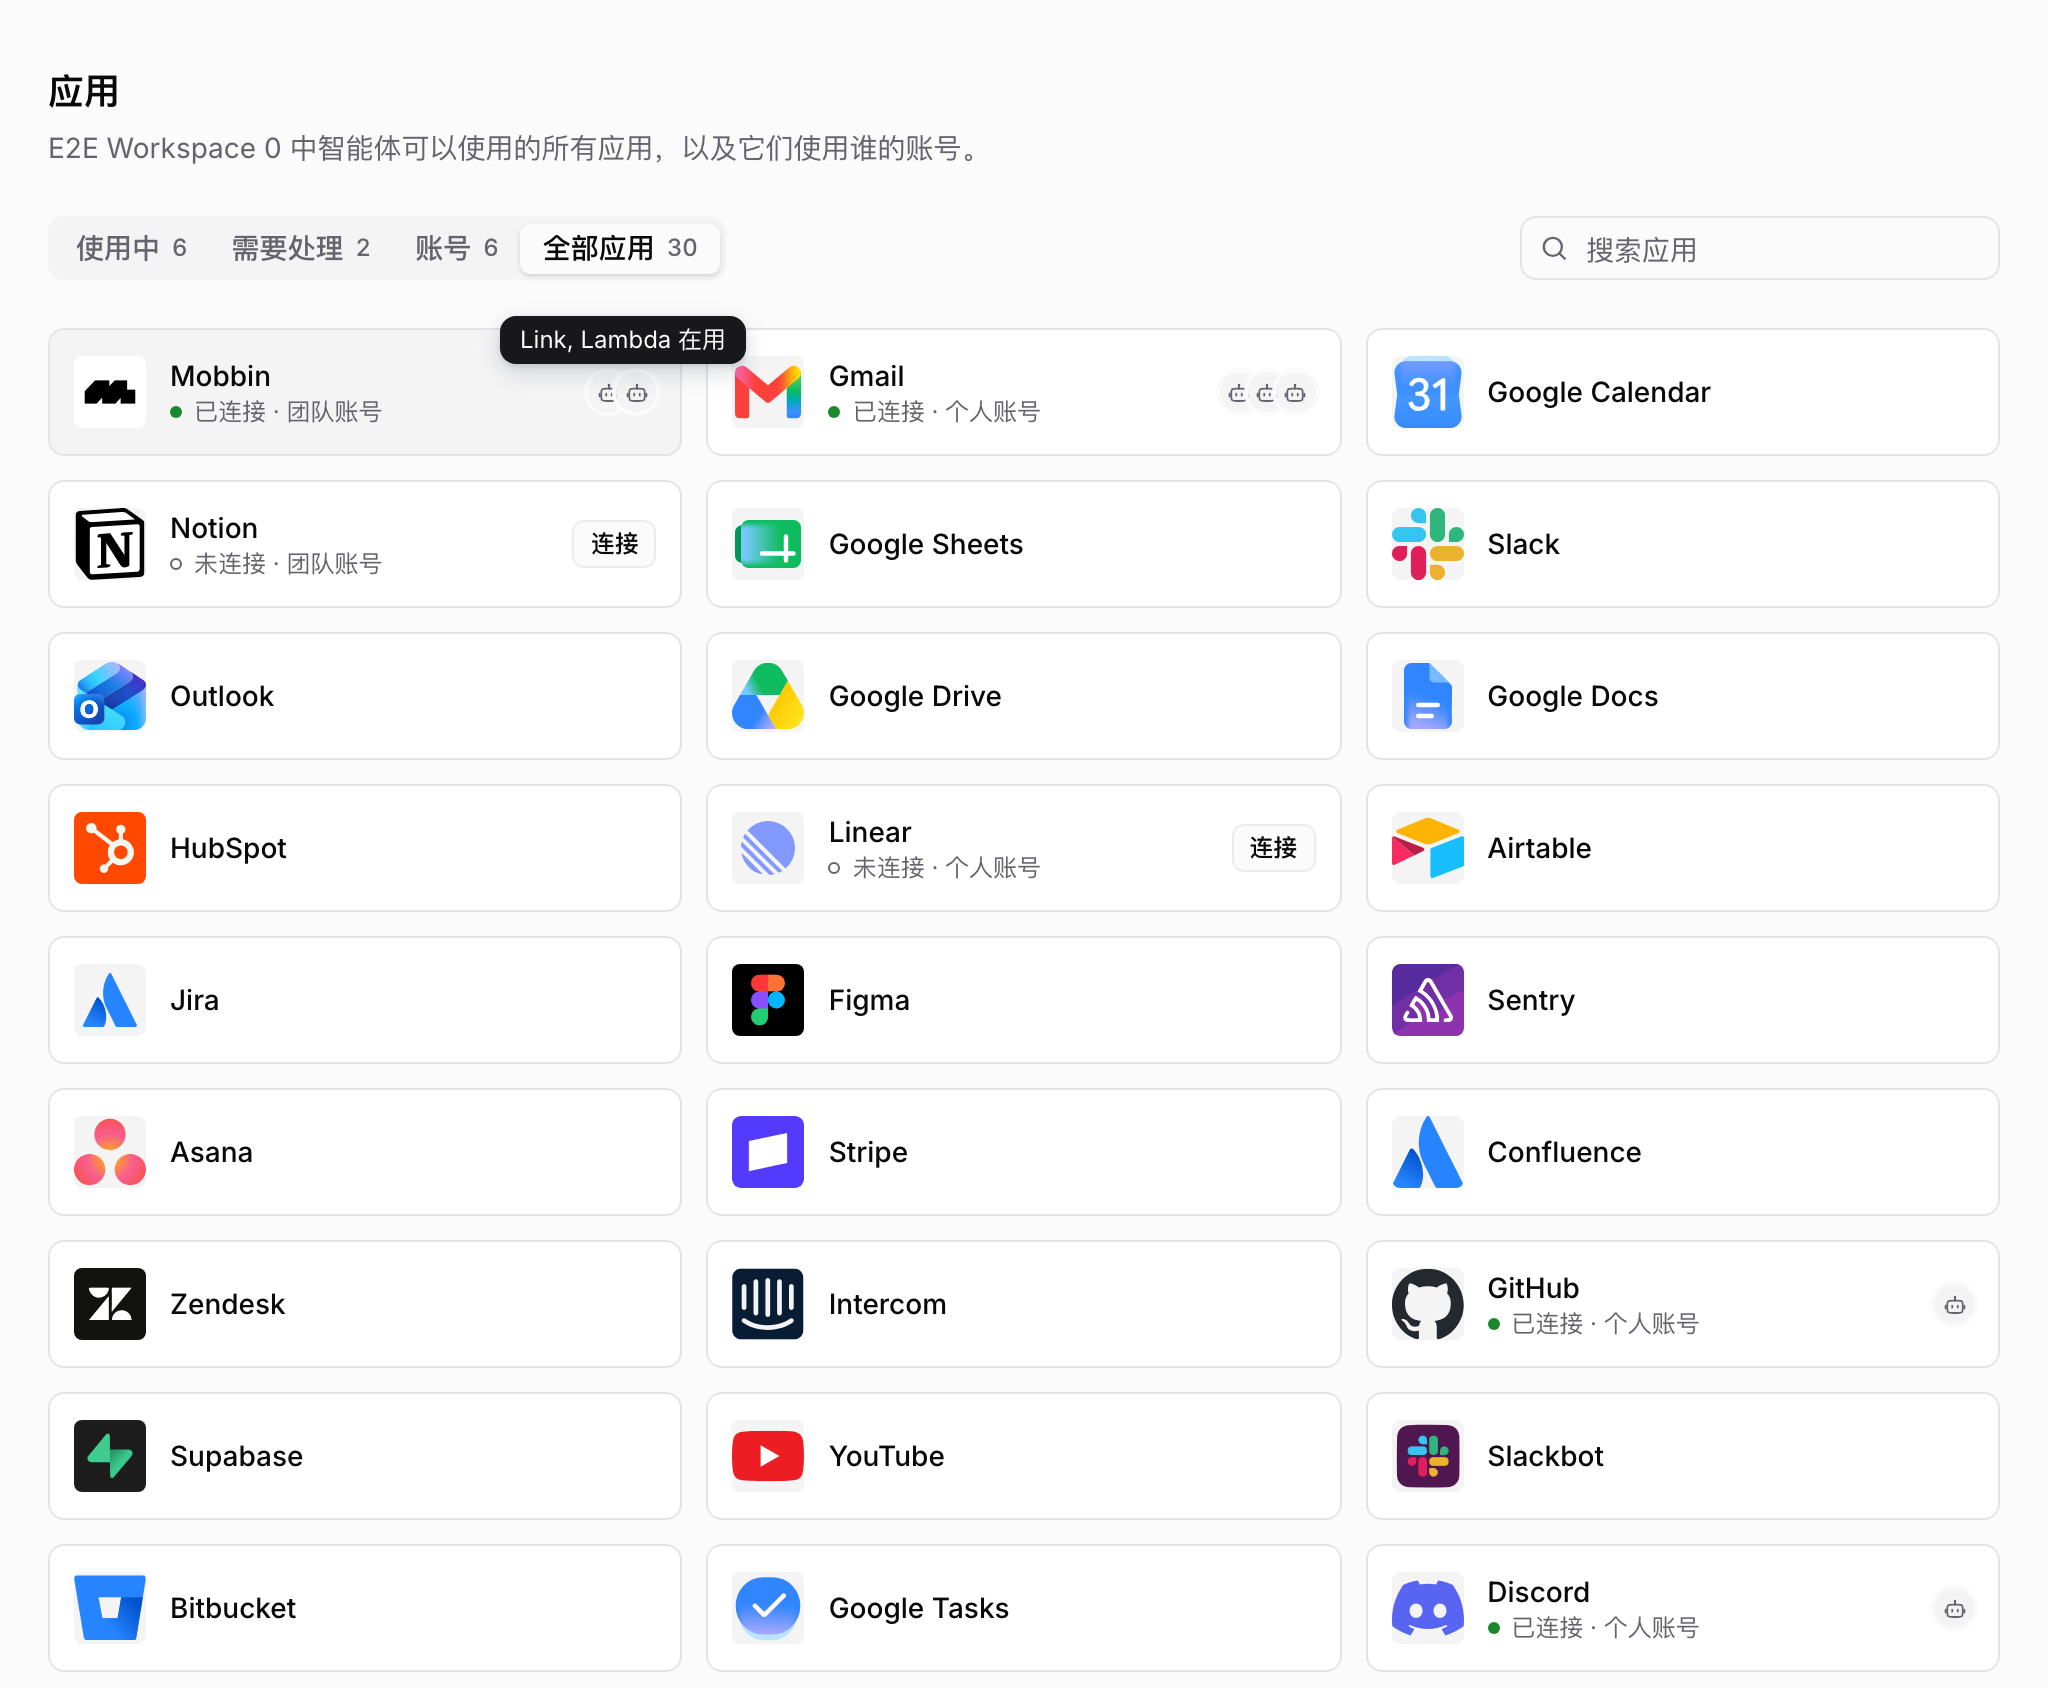 应用
E2E Workspace 0 中智能体可以使用的所有应用，以及它们使用谁的账号。
使用中 6
需要处理 2
账号 6
全部应用 30
搜索应用
Link, Lambda 在用
Mobbin
已连接 · 团队账号
Gmail
已连接 · 个人账号
31
Google Calendar
Notion
未连接 · 团队账号
连接
Google Sheets
Slack
Outlook
Google Drive
Google Docs
HubSpot
Linear
未连接 · 个人账号
连接
Airtable
Jira
Figma
Sentry
Asana
Stripe
Confluence
Zendesk
Intercom
GitHub
已连接 · 个人账号
Supabase
YouTube
Slackbot
Bitbucket
Google Tasks
Discord
已连接 · 个人账号